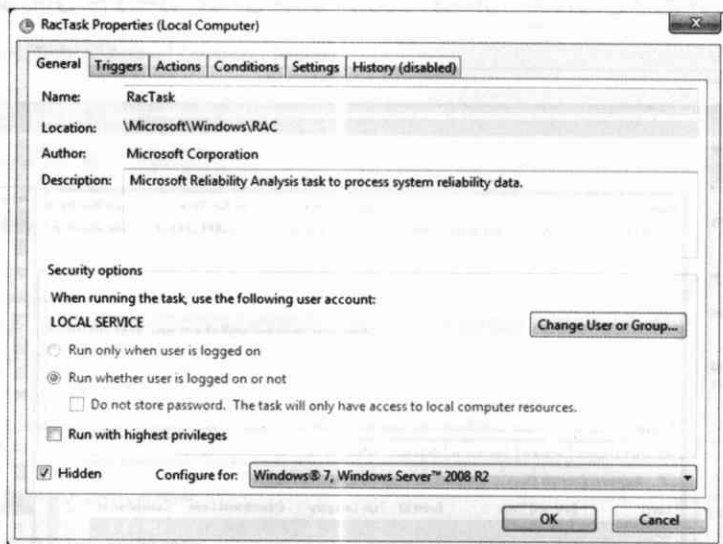 RacTask Properties (Local Computer)
General Triggers Actions Conditions Settings History (disabled)
Name: RacTask
Location: \Microsoft\Windows\RAC
Author: Microsoft Corporation
Description: Microsoft Reliability Analysis task to process system reliability data.
Security options
When running the task, use the following user account:
LOCAL SERVICE Change User or Group...
Run only when user is logged on
Run whether user is logged on or not
Do not store password. The task will only have access to local computer resources.
Run with highest privileges
Hidden Configure for: Windows® 7, Windows Server™ 2008 R2
OK Cancel